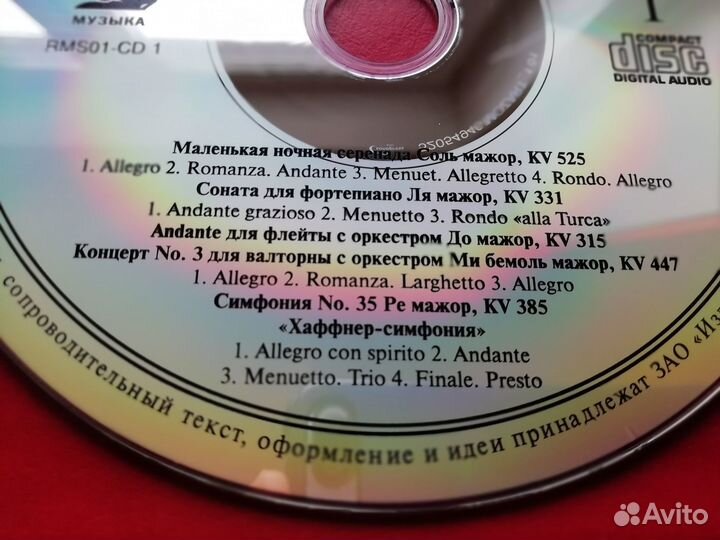 МУЗЫКА
RMS01-CD 1
1
COMPACT
disc
DIGITAL AUDIO
Маленькая ночная серенада Соль мажор, KV 525
1. Allegro 2. Romanza. Andante 3. Menuet. Allegretto 4. Rondo. Allegro
Соната для фортепиано Ля мажор, KV 331
1. Andante grazioso 2. Menuetto 3. Rondo «alla Turca»
Andante для флейты с оркестром До мажор, KV 315
Концерт No. 3 для валторны с оркестром Ми бемоль мажор, KV 447
1. Allegro 2. Romanza. Larghetto 3. Allegro
Симфония No. 35 Ре мажор, KV 385
«Хаффнер-симфония»
1. Allegro con spirito 2. Andante
3. Menuetto. Trio 4. Finale. Presto
сопроводительный текст, оформление и идеи принадлежат ЗАО
Avito